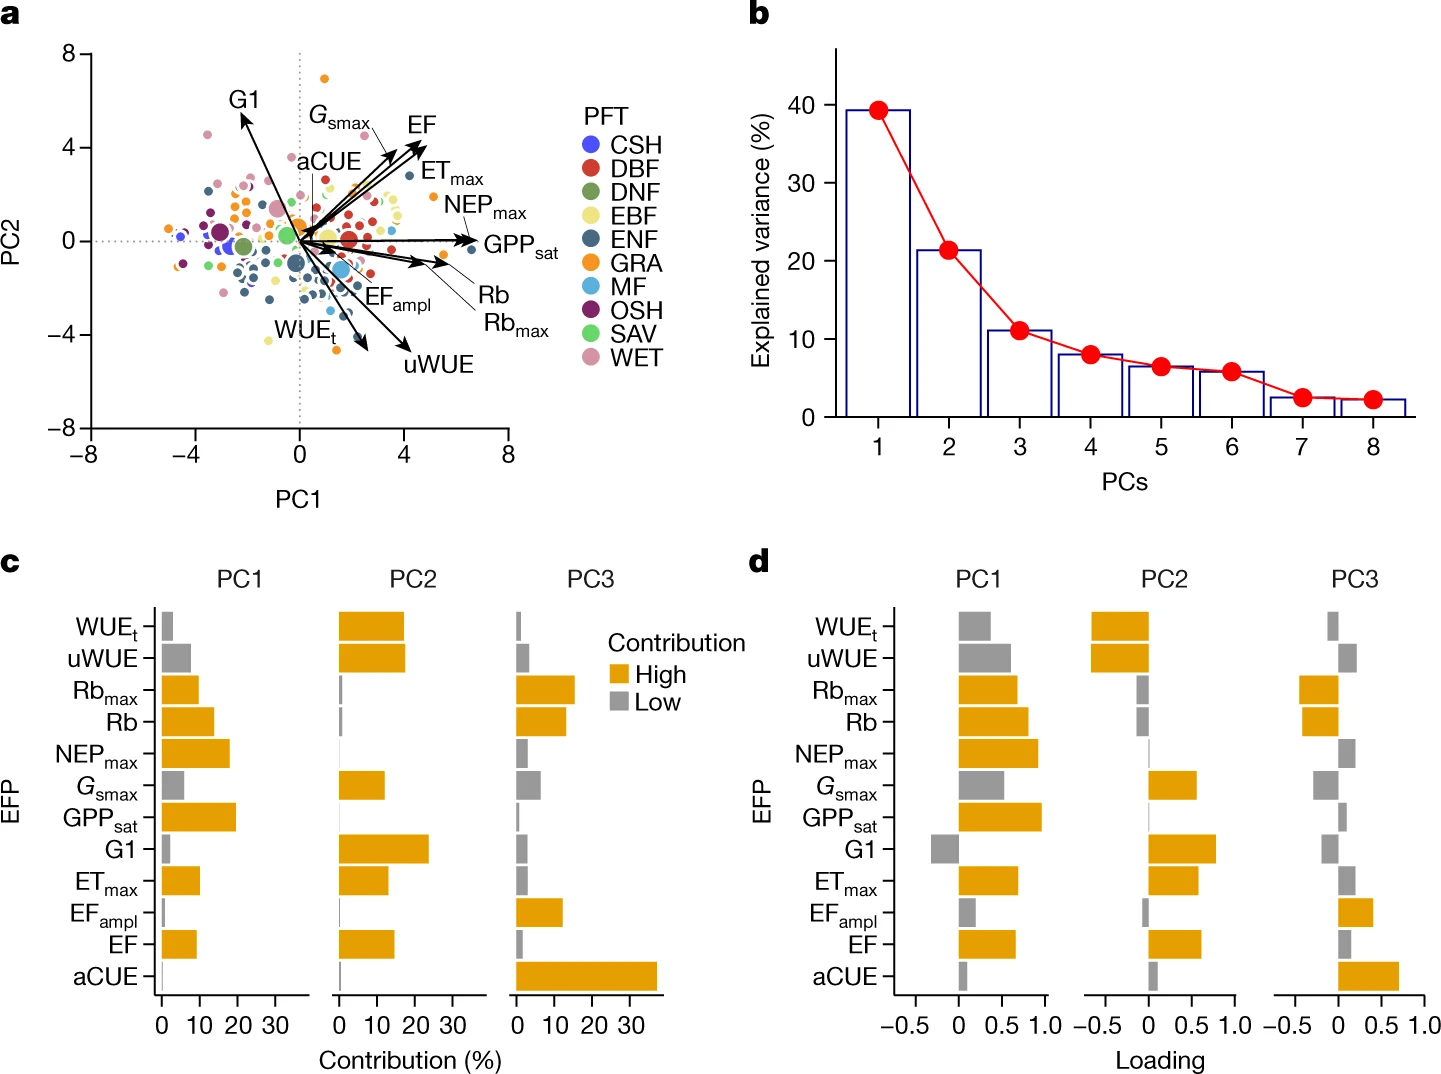 a
8
4
0
−4
−8
−8
−4
0
4
8
PC2
PC1
G1
Gsmax
EF
aCUE
ETmax
NEPmax
GPPsat
EFampl
Rb
Rbmax
WUEt
uWUE
PFT
CSH
DBF
DNF
EBF
ENF
GRA
MF
OSH
SAV
WET
b
Explained variance (%)
40
30
20
10
0
1 2 3 4 5 6 7 8
PCs
c
PC1 PC2 PC3
EFP
WUEt
uWUE
Rbmax
Rb
NEPmax
Gsmax
GPPsat
G1
ETmax
EFampl
EF
aCUE
0 10 20 30 0 10 20 30 0 10 20 30
Contribution (%)
Contribution
High
Low
d
PC1 PC2 PC3
EFP
WUEt
uWUE
Rbmax
Rb
NEPmax
Gsmax
GPPsat
G1
ETmax
EFampl
EF
aCUE
−0.5 0 0.5 1.0 −0.5 0 0.5 1.0 −0.5 0 0.5 1.0
Loading